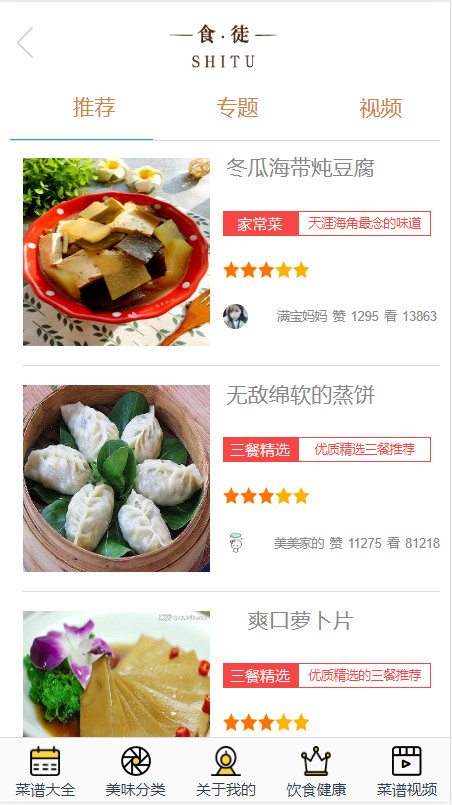 食·徒
SHITU
推荐 专题 视频
冬瓜海带炖豆腐
家常菜 天涯海角最念的味道
满宝妈妈 赞 1295 看 13863
无敌绵软的蒸饼
三餐精选 优质精选三餐推荐
美美家的 赞 11275 看 81218
爽口萝卜片
三餐精选 优质精选的三餐推荐
菜谱大全 美味分类 关于我的 饮食健康 菜谱视频